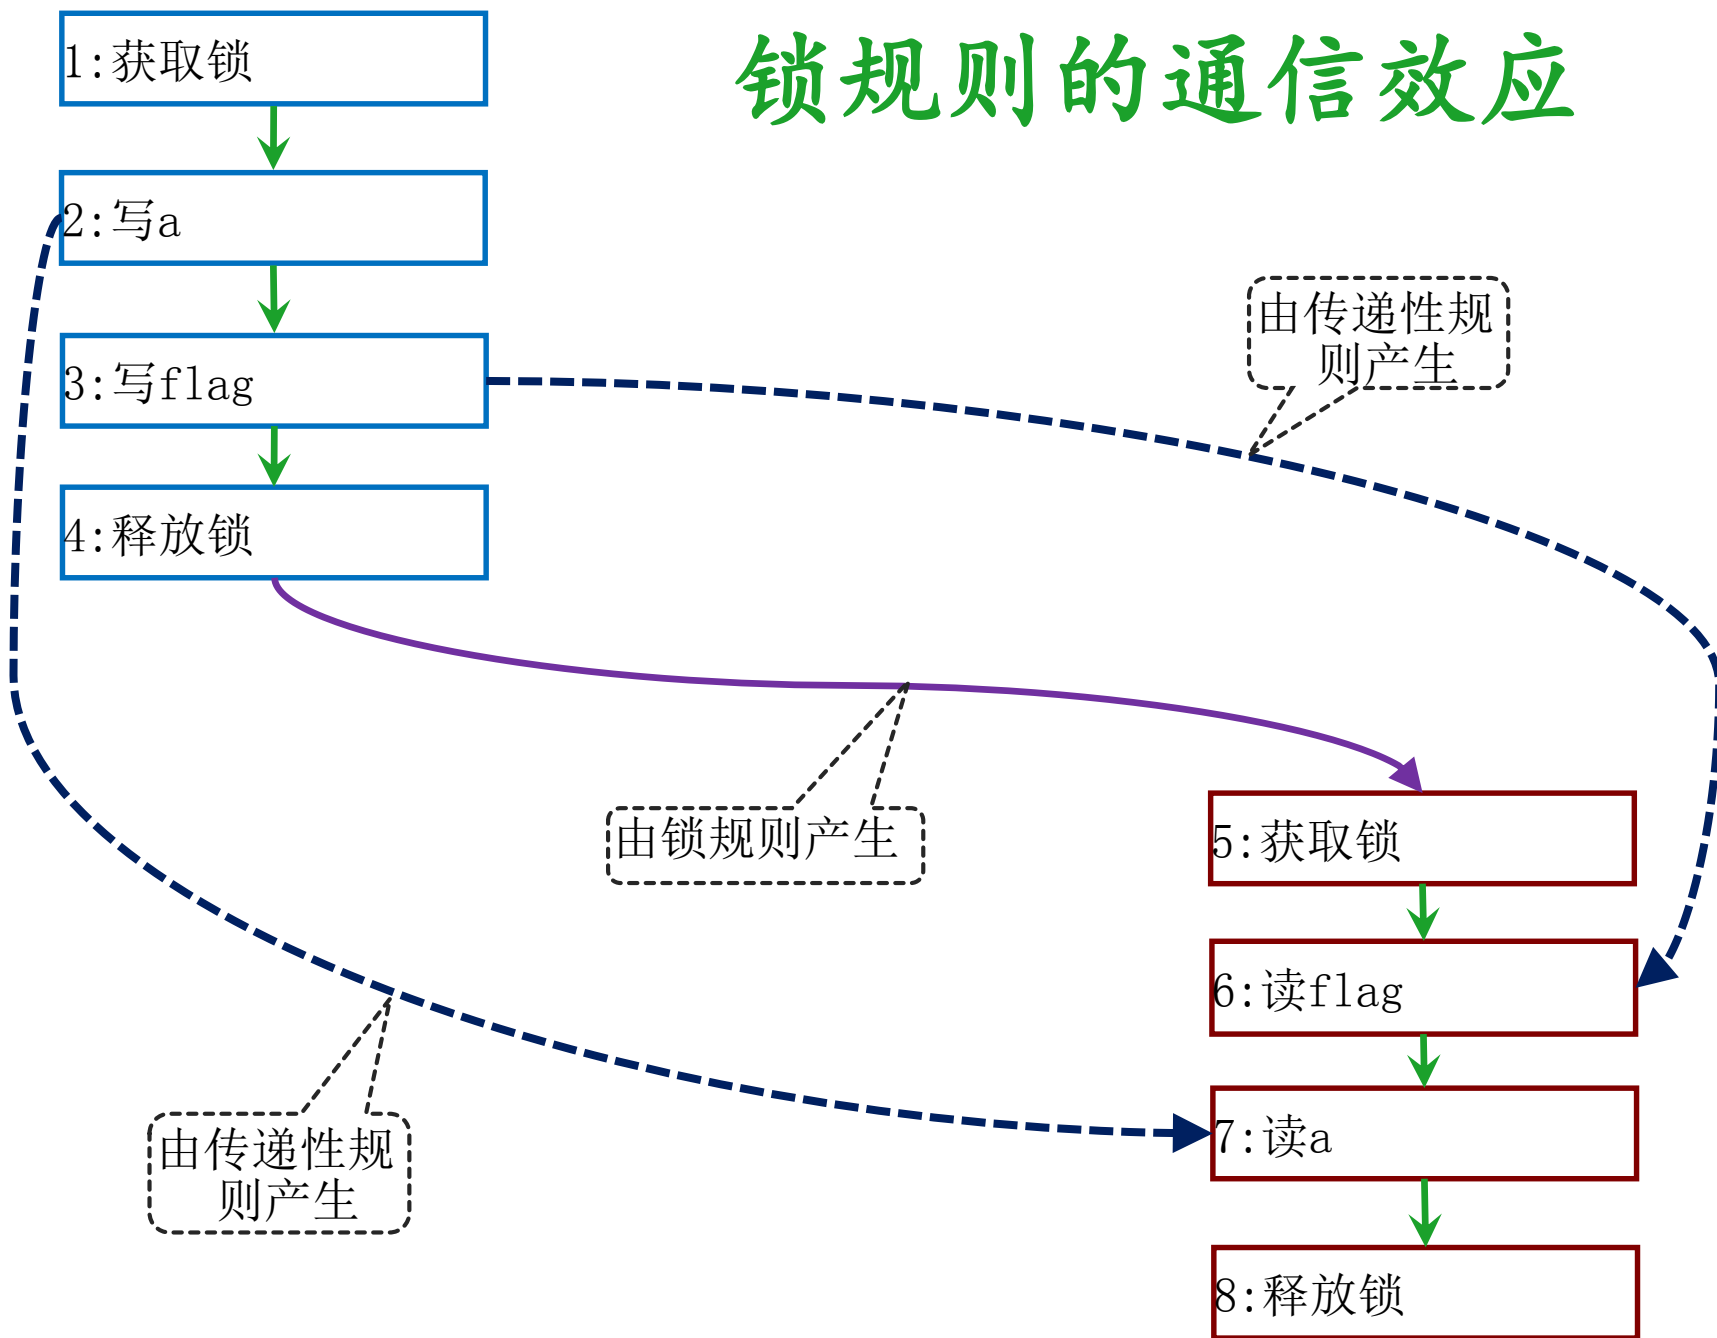 锁规则的通信效应
1:获取锁
2:写a
3:写flag
4:释放锁
由传递性规
则产生
由锁规则产生
5:获取锁
6:读flag
7:读a
8:释放锁
由传递性规
则产生